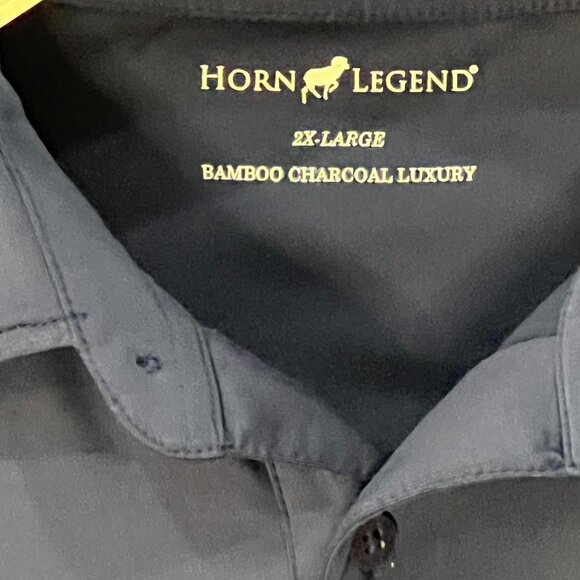 HORN LEGEND®
2X-LARGE
BAMBOO CHARCOAL LUXURY